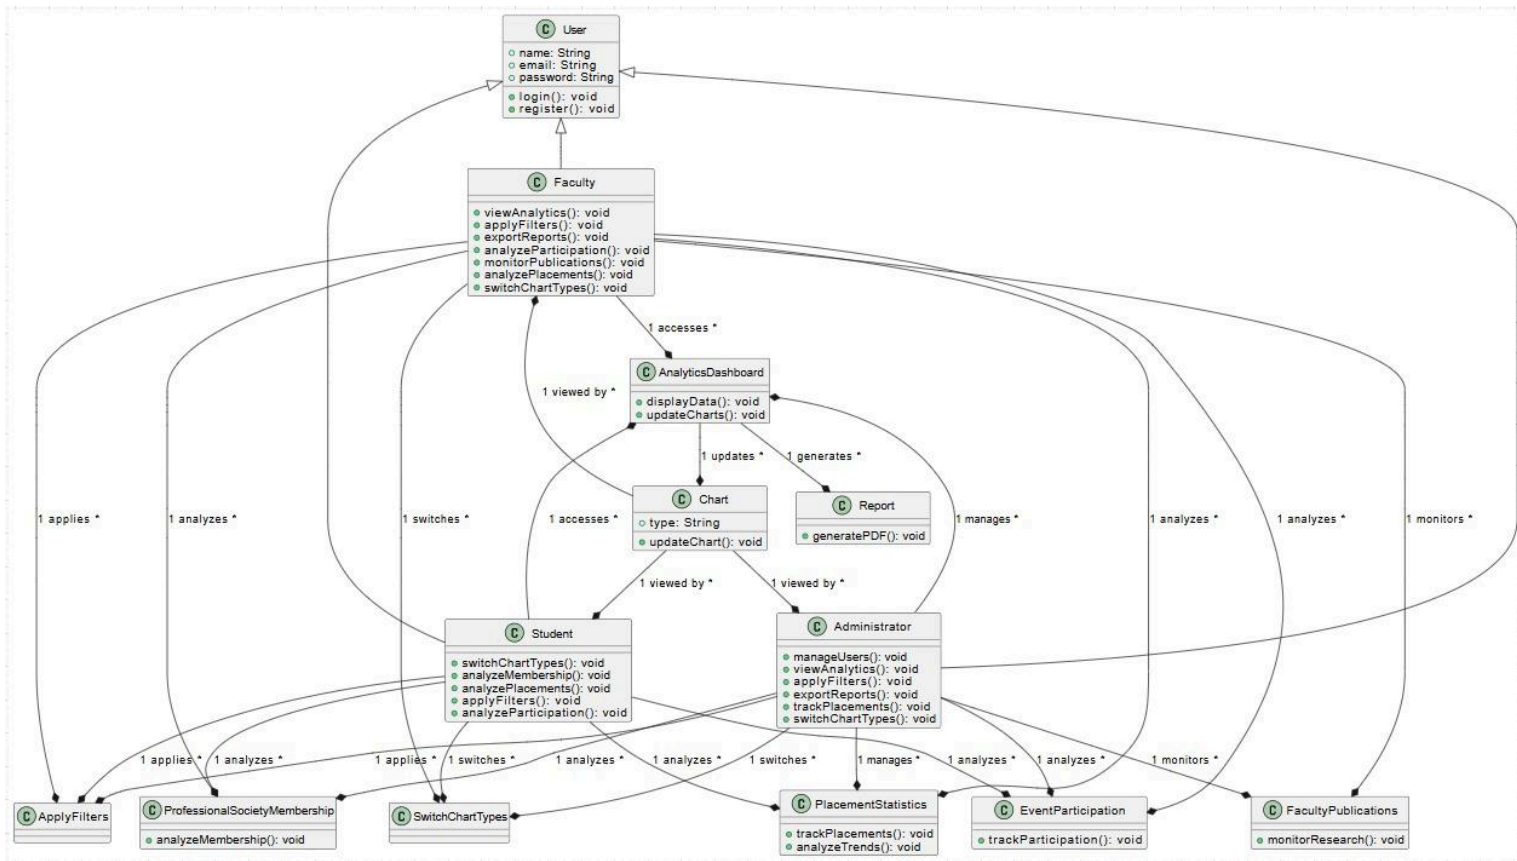 C User
name: String
email: String
password: String
login(): void
register(): void
C Faculty
viewAnalytics(): void
applyFilters(): void
exportReports(): void
analyzeParticipation(): void
monitorPublications(): void
analyzePlacements(): void
switchChartTypes(): void
1 accesses *
C AnalyticsDashboard
displayData(): void
updateCharts(): void
1 viewed by *
1 updates *
1 generates *
C Chart
type: String
updateChart(): void
C Report
generatePDF(): void
1 applies *
1 analyzes *
1 switches *
1 accesses *
1 manages *
1 analyzes *
1 analyzes *
1 monitors *
1 viewed by *
1 viewed by *
C Student
switchChartTypes(): void
analyzeMembership(): void
analyzePlacements(): void
applyFilters(): void
analyzeParticipation(): void
C Administrator
manageUsers(): void
viewAnalytics(): void
applyFilters(): void
exportReports(): void
trackPlacements(): void
switchChartTypes(): void
1 applies *
1 analyzes *
1 applies *
1 switches *
1 analyzes *
1 analyzes *
1 switches *
1 manages *
1 analyzes *
1 analyzes *
1 monitors *
C ApplyFilters
C ProfessionalSocietyMembership
analyzeMembership(): void
C SwitchChartTypes
C PlacementStatistics
trackPlacements(): void
analyzeTrends(): void
C EventParticipation
trackParticipation(): void
C FacultyPublications
monitorResearch(): void